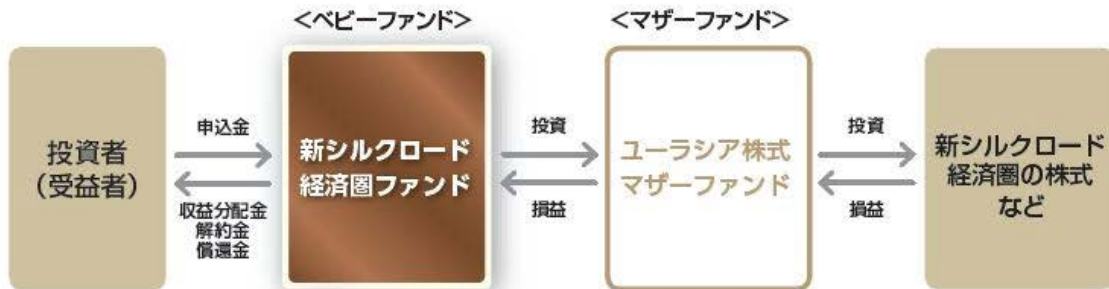 <ベビーファンド>
<マザーファンド>
投資者
（受益者）
申込金
収益分配金
解約金
償還金
新シルクロード
経済圏ファンド
投資
損益
ユーラシア株式
マザーファンド
投資
損益
新シルクロード
経済圏の株式
など